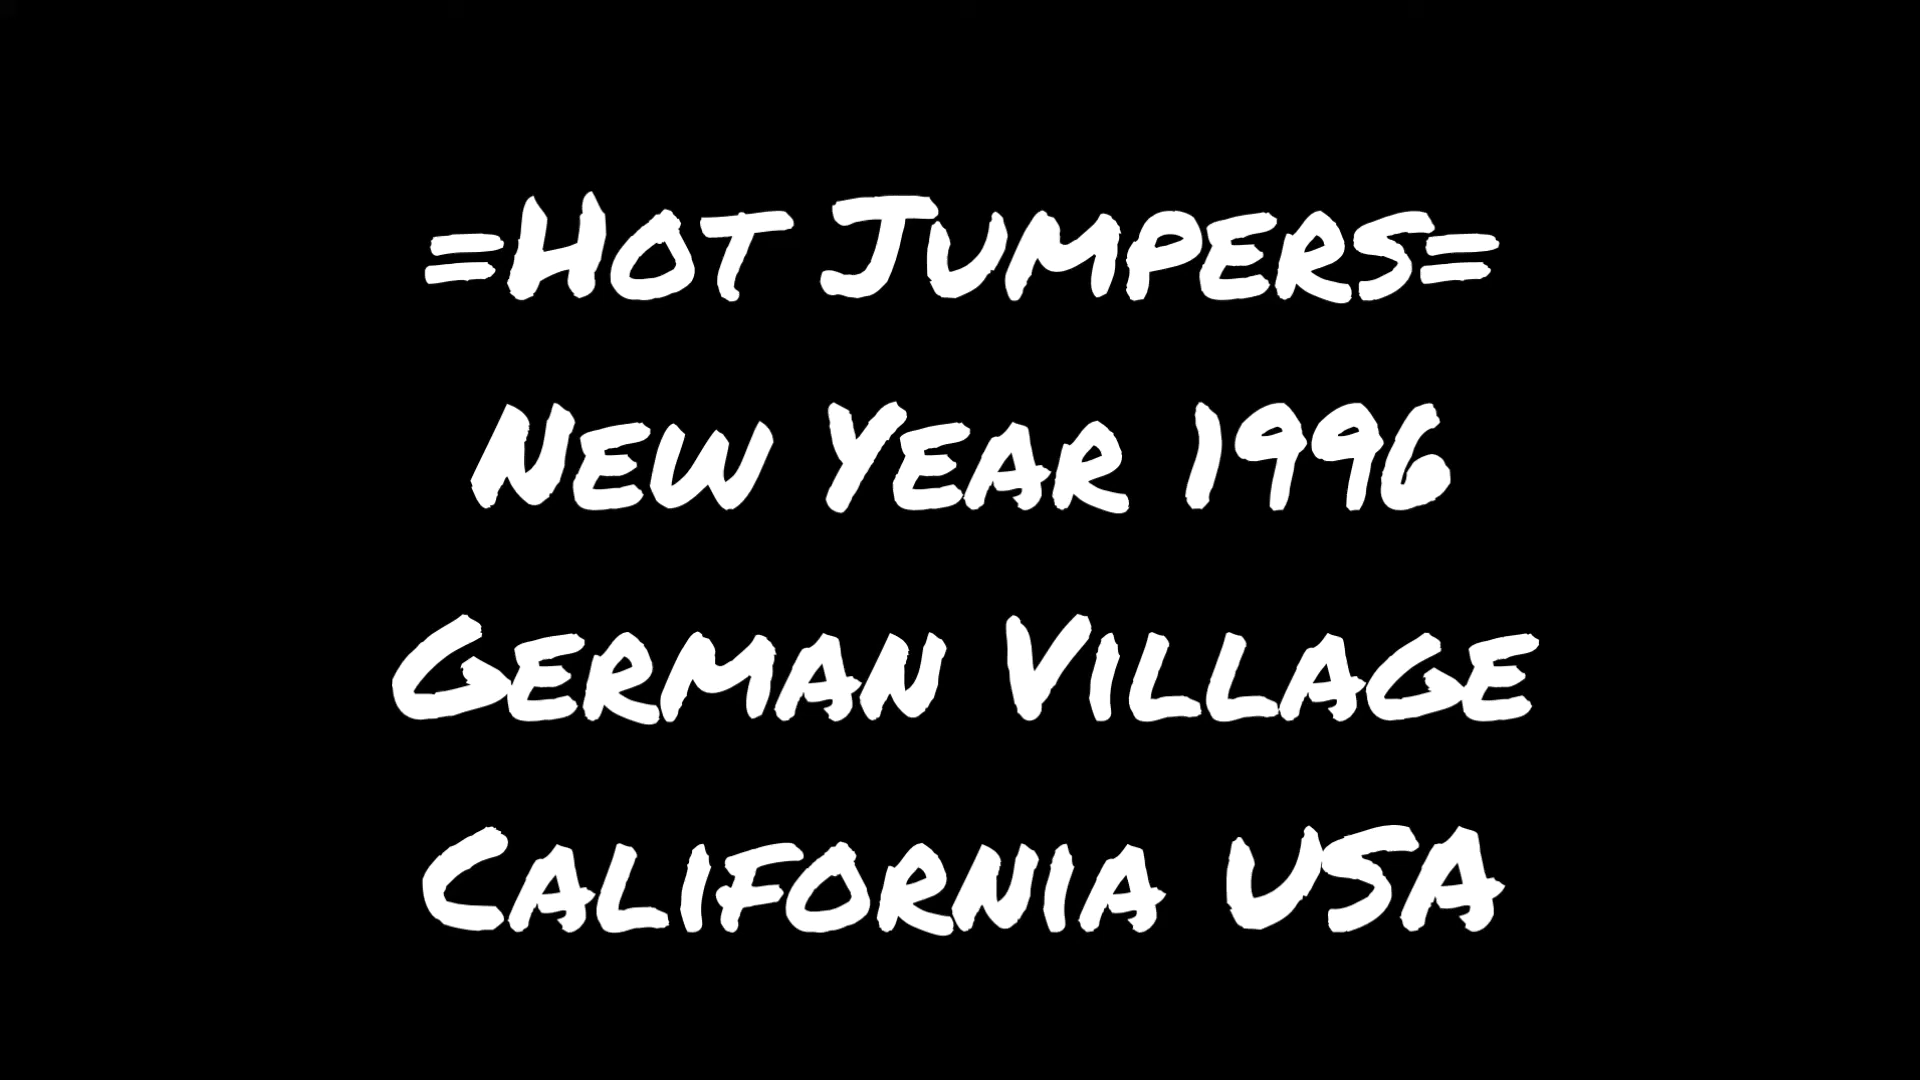 =Hot Jumpers=
New Year 1996
German Village
California USA